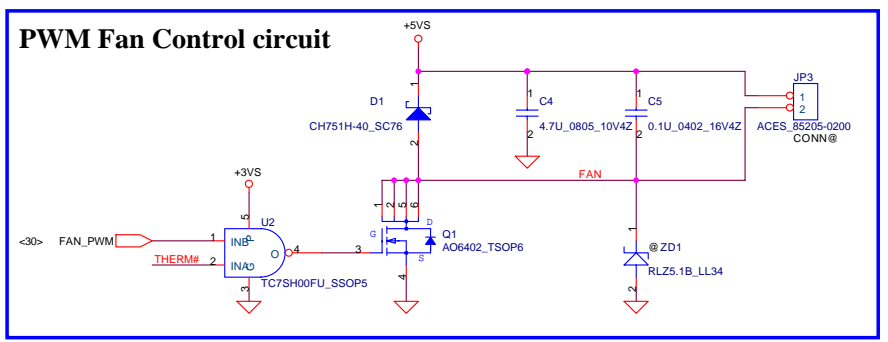 PWM Fan Control circuit
+5VS
JP3
1
2
ACES_85205-0200
CONN@
D1
1
2
CH751H-40_SC76
C4
1
2
4.7U_0805_10V4Z
C5
1
2
0.1U_0402_16V4Z
FAN
+3VS
5
U2
1
2
5
6
<30>
FAN_PWM
1
INB
P
O
4
3
G
D
S
Q1
AO6402_TSOP6
THERM#
2
INA
G
TC7SH00FU_SSOP5
3
4
1
@ZD1
RLZ5.1B_LL34
2